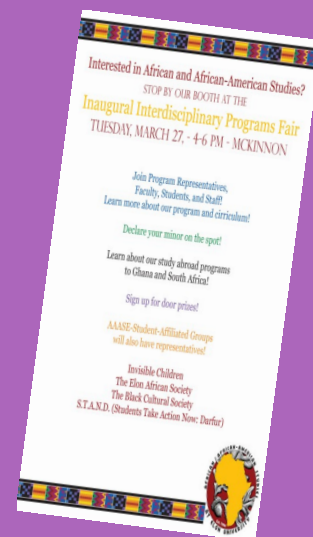 Interested in African and African-American Studies?
STOP BY OUR BOOTH AT THE
Inaugural Interdisciplinary Programs Fair
TUESDAY, MARCH 27, - 4-6 PM - MCKINNON
Join Program Representatives,
Faculty, Students, and Staff!
Learn more about our program and cirriculum!
Declare your minor on the spot!
Learn about our study abroad programs
to Ghana and South Africa!
Sign up for door prizes!
AAASE-Student-Affiliated Groups
will also have representatives!
Invisible Children
The Elon African Society
The Black Cultural Society
S.T.A.N.D. (Students Take Action Now: Darfur)